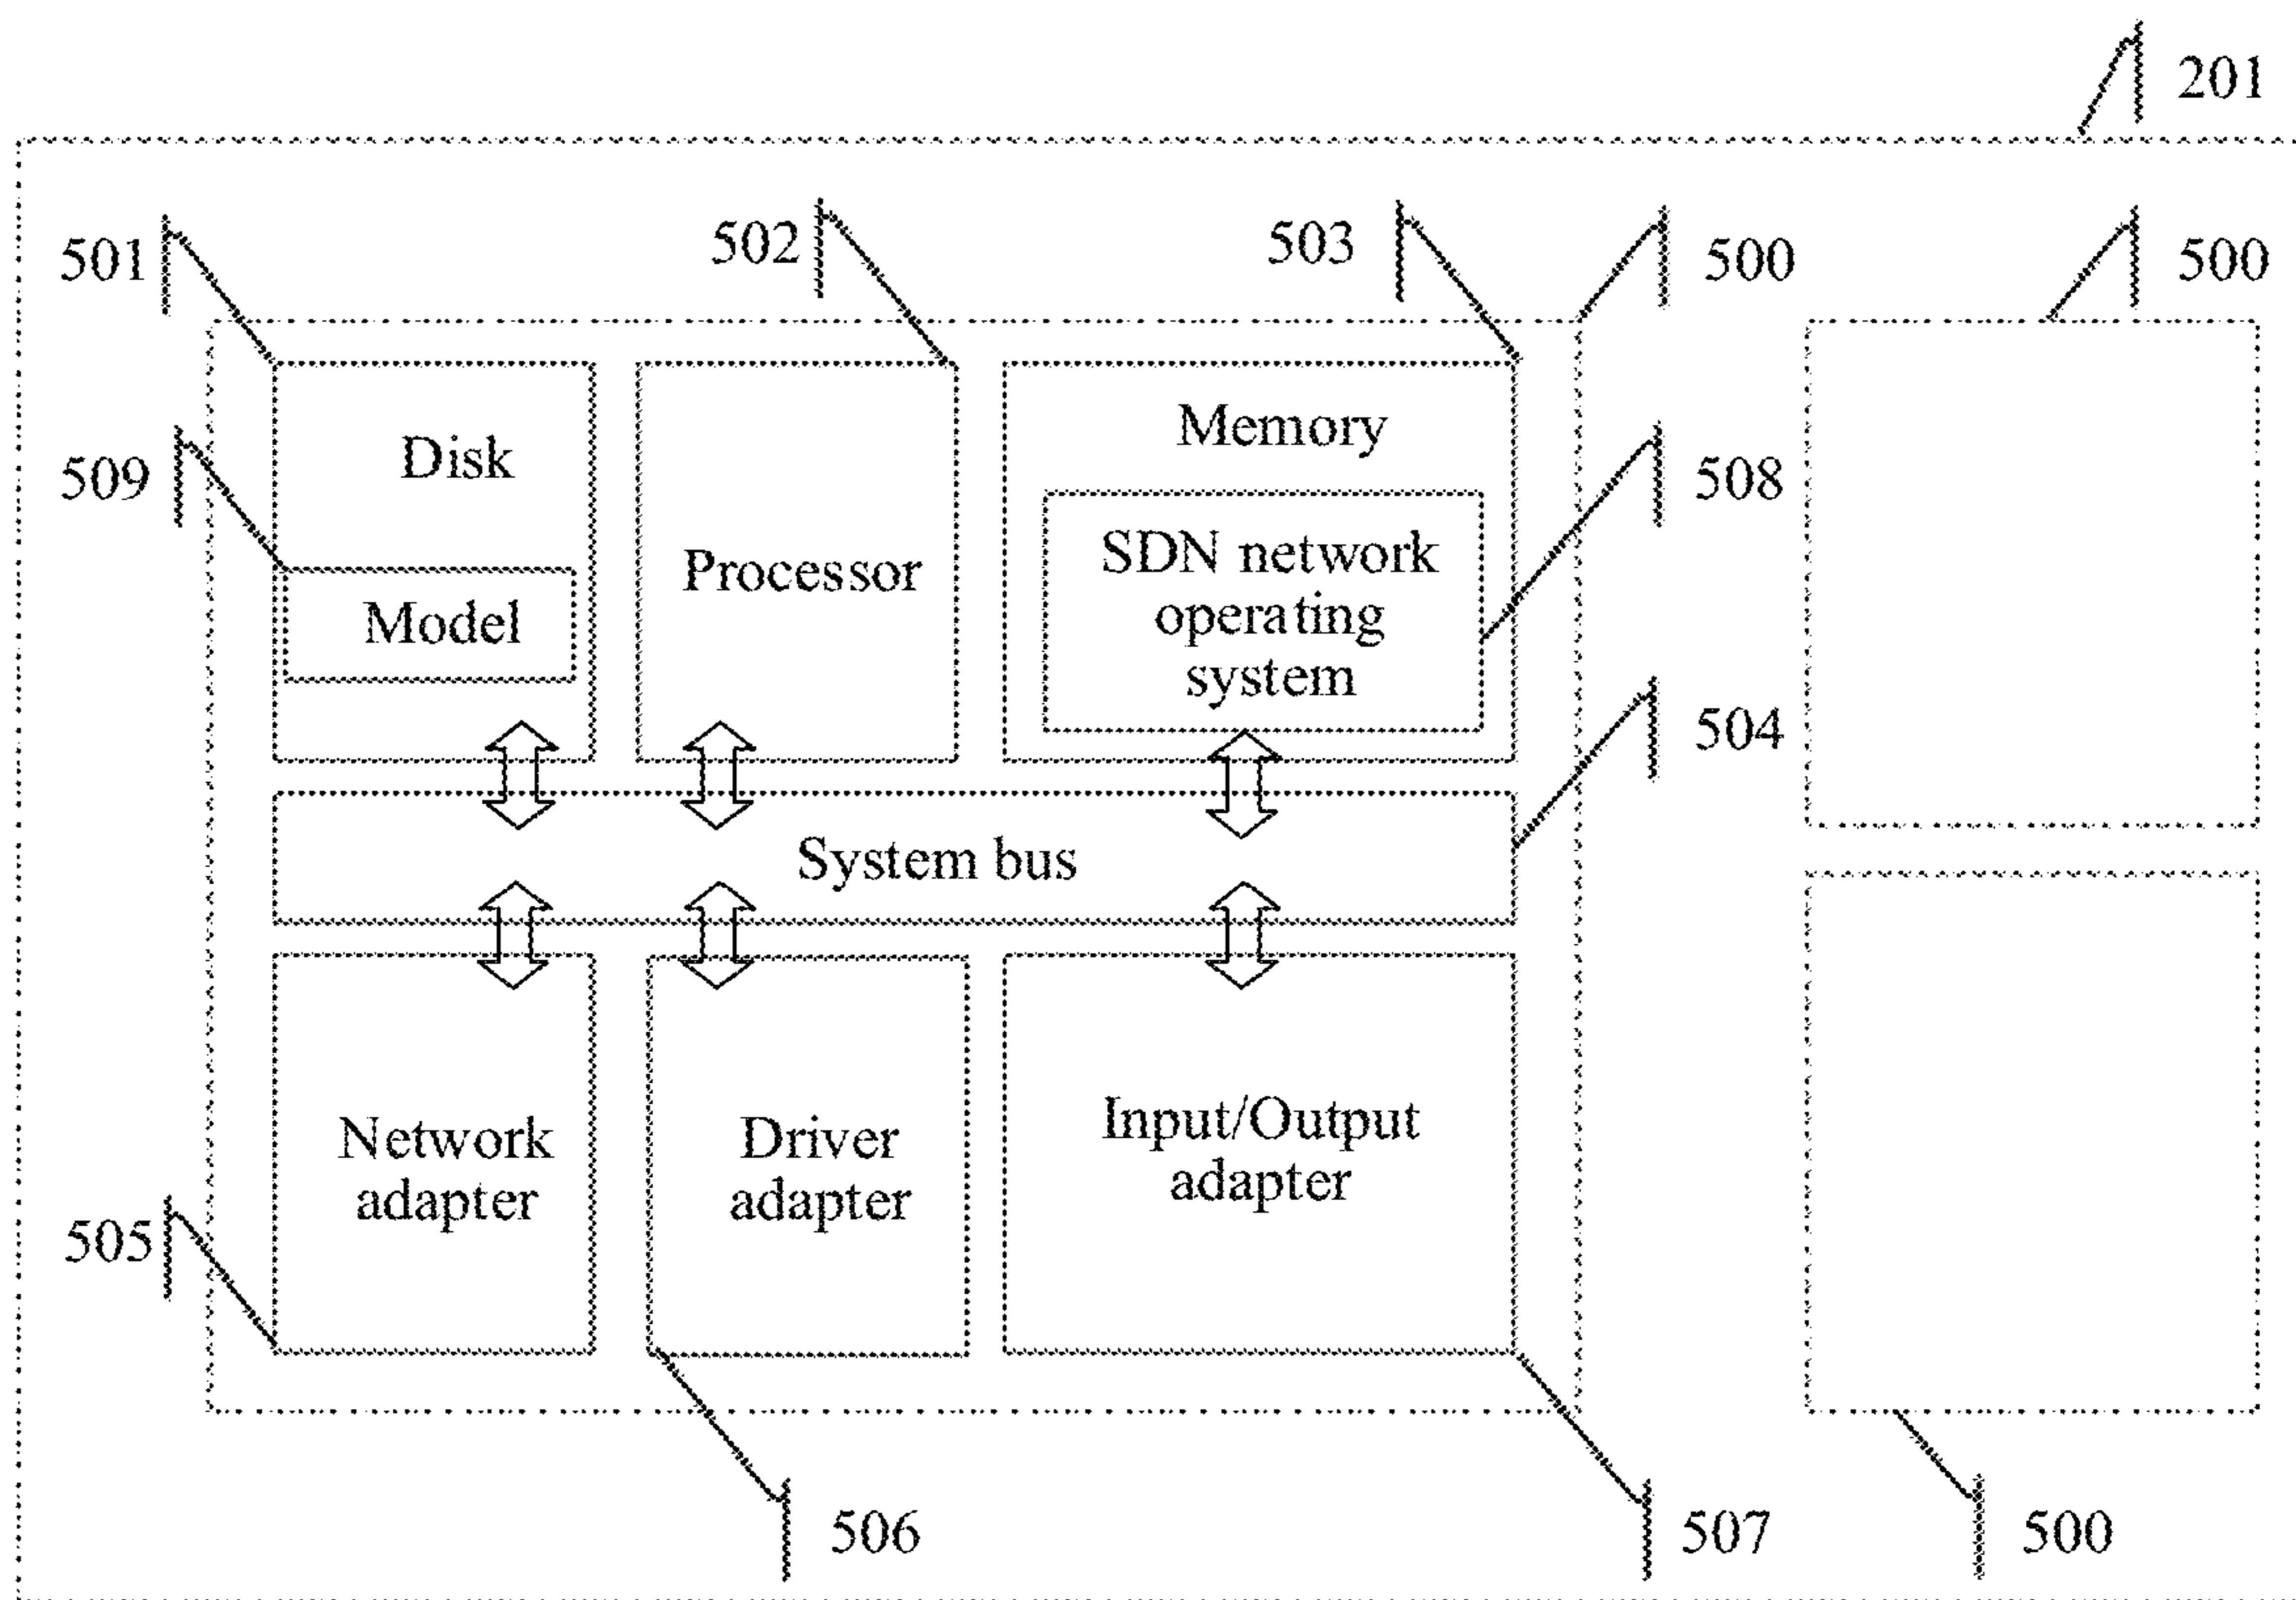 201
501
502
503
500
500
Disk
Memory
509
508
Model
Processor
SDN network
operating
system
504
System bus
Network
adapter
Driver
adapter
Input/Output
adapter
505
506
507
500